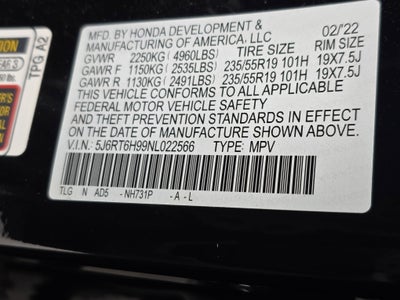 MFD. BY HONDA DEVELOPMENT &
MANUFACTURING OF AMERICA, LLC 02/'22
GVWR 2250KG (4960LBS) TIRE SIZE RIM SIZE
GAWR F 1150KG (2535LBS) 235/55R19 101H 19X7.5J
GAWR R 1130KG (2491LBS) 235/55R19 101H 19X7.5J
THIS VEHICLE CONFORMS TO ALL APPLICABLE
FEDERAL MOTOR VEHICLE SAFETY
AND THEFT PREVENTION STANDARDS IN EFFECT
ON THE DATE OF MANUFACTURE SHOWN ABOVE.
V.I.N.: 5J6RT6H99NL022566 TYPE: MPV
TLG N AD5 - NH731P - A - L
TPG A2